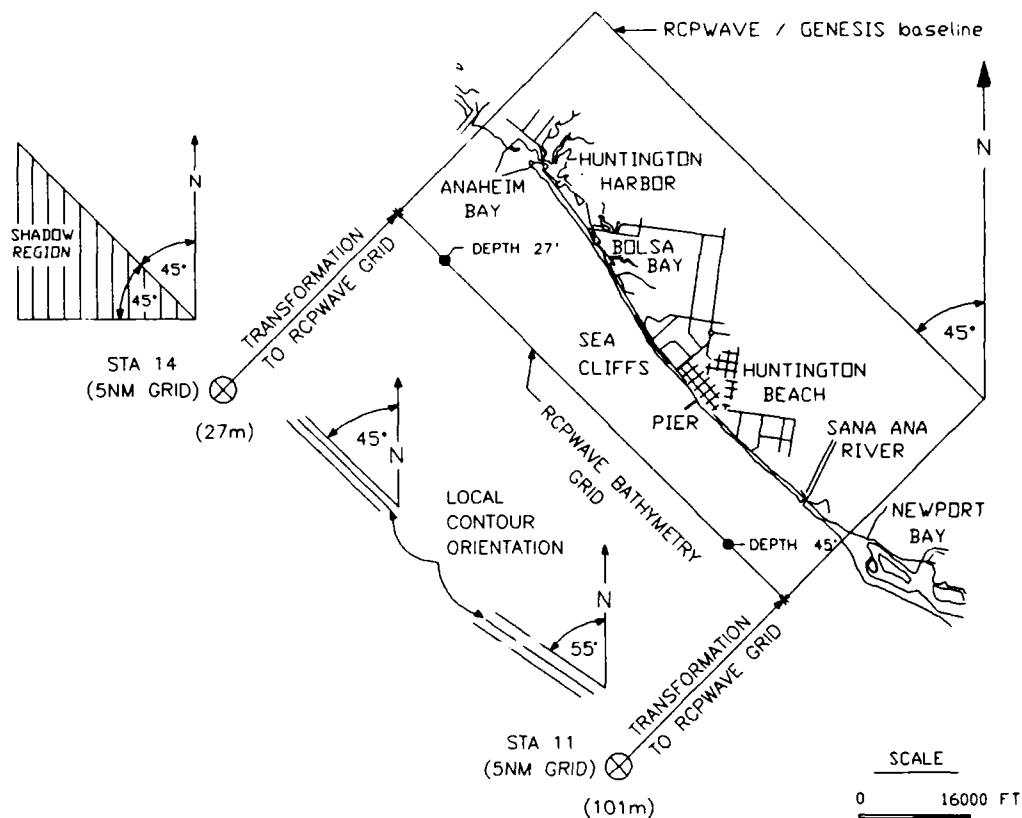 RCPWAVE / GENESIS baseline
N
HUNTINGTON
HARBOR
ANAHEIM
BAY
N
SHADOW
REGION
45°
45°
DEPTH 27'
BOLSA
BAY
TRANSFORMATION
TO RCPWAVE GRID
45°
STA 14
(5NM GRID)
(27m)
SEA
CLIFFS
HUNTINGTON
BEACH
PIER
RCPWAVE BATHYMETRY
GRID
45°
N
SANA ANA
RIVER
LOCAL
CONTOUR
ORIENTATION
NEWPORT
BAY
DEPTH 45'
N
55°
TRANSFORMATION
TO RCPWAVE GRID
STA 11
(5NM GRID)
(101m)
SCALE
0 16000 FT